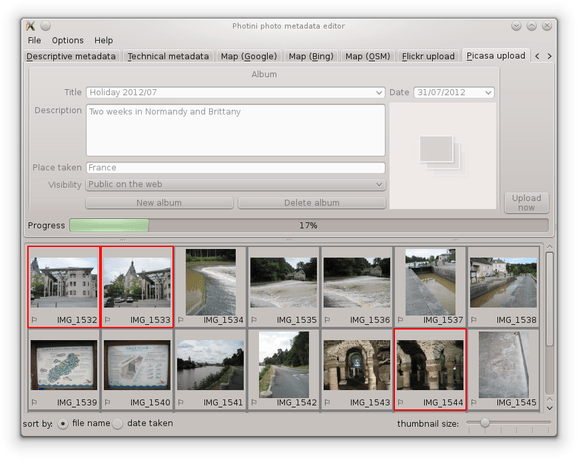 Photini photo metadata editor
File Options Help
Descriptive metadata Technical metadata Map (Google) Map (Bing) Map (OSM) Flickr upload Picasa upload
Album
Title Holiday 2012/07 Date 31/07/2012
Description Two weeks in Normandy and Brittany
Place taken France
Visibility Public on the web
New album Delete album Upload now
Progress 17%
IMG_1532 IMG_1533 IMG_1534 IMG_1535 IMG_1536 IMG_1537 IMG_1538
IMG_1539 IMG_1540 IMG_1541 IMG_1542 IMG_1543 IMG_1544 IMG_1545
sort by: file name date taken thumbnail size: